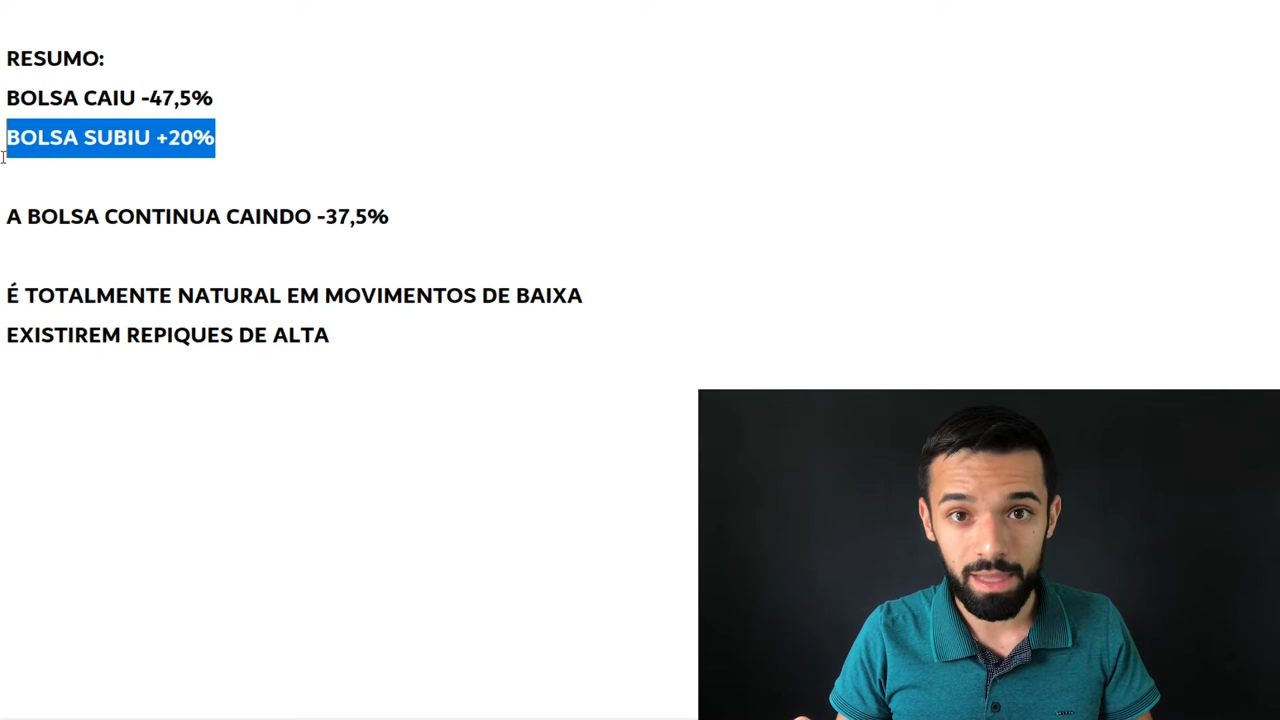 RESUMO:
BOLSA CAIU -47,5%
BOLSA SUBIU +20%
A BOLSA CONTINUA CAINDO -37,5%
É TOTALMENTE NATURAL EM MOVIMENTOS DE BAIXA
EXISTIREM REPIQUES DE ALTA